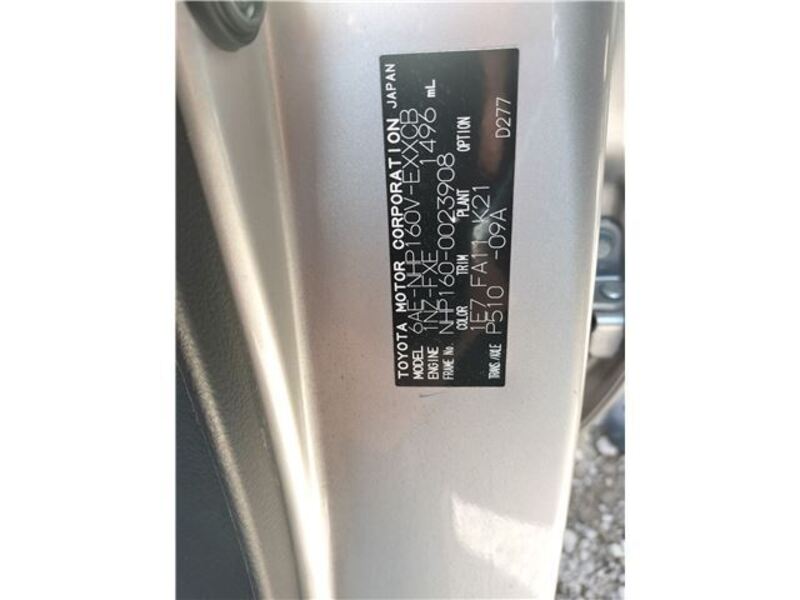 TOYOTA MOTOR CORPORATION JAPAN
MODEL 6AE-NHP160V-EXXCB
ENGINE 1NZ-FXE 1496 mL
FRAME No. NHP160-0023908
COLOR TRIM PLANT OPTION
1E7 FA11 K21
TRANS./AXLE P510 -09A D277